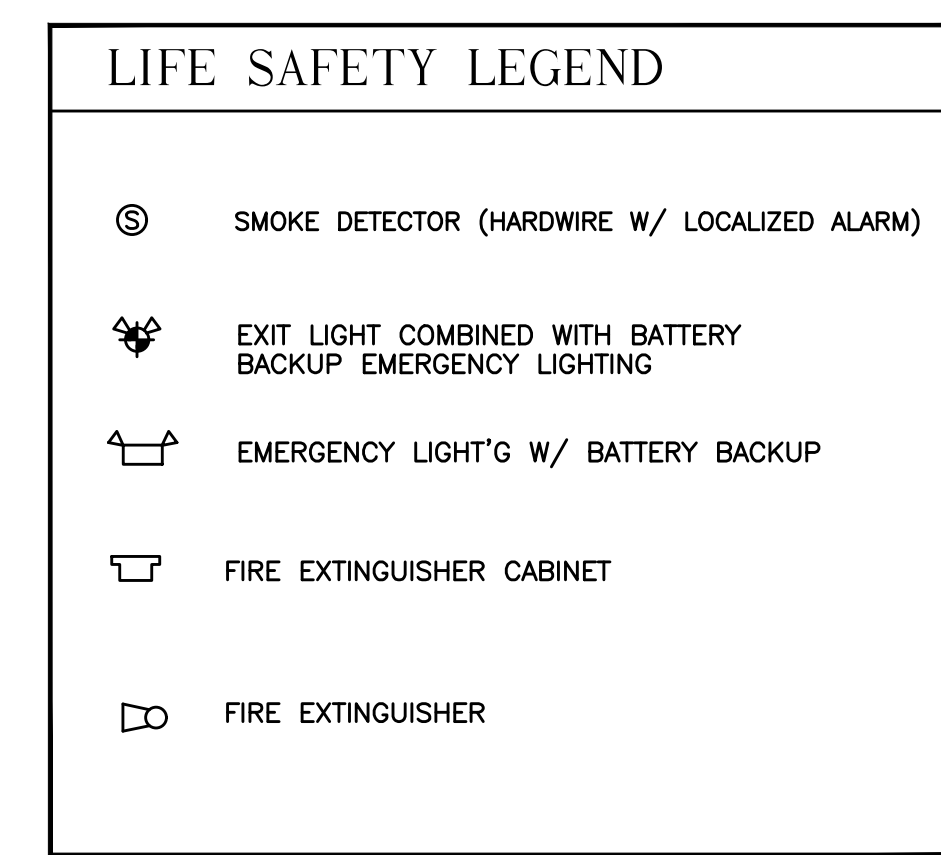 LIFE SAFETY LEGEND
Ⓢ SMOKE DETECTOR (HARDWIRE W/ LOCALIZED ALARM)
EXIT LIGHT COMBINED WITH BATTERY
BACKUP EMERGENCY LIGHTING
EMERGENCY LIGHT'G W/ BATTERY BACKUP
FIRE EXTINGUISHER CABINET
FIRE EXTINGUISHER